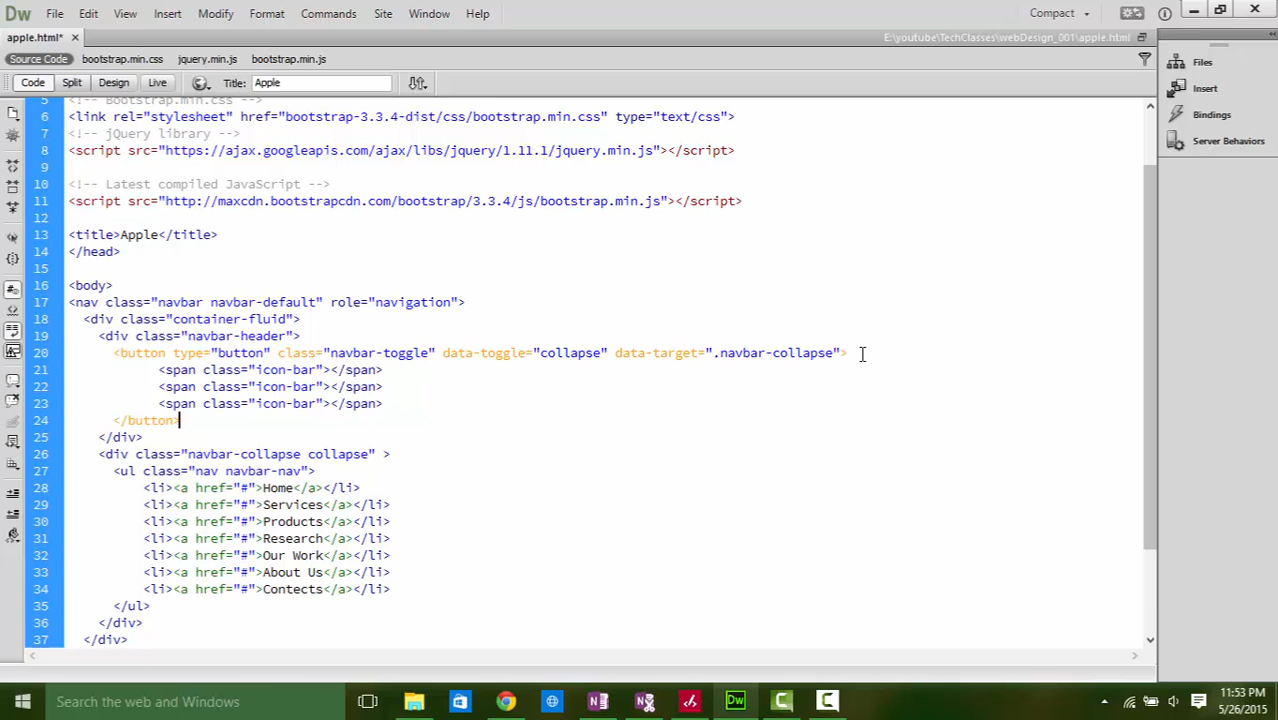 Dw File Edit View Insert Modify Format Commands Site Window Help Compact
apple.html* E:\youtube\TechClasses\webDesign_001\apple.html
Source Code bootstrap.min.css jquery.min.js bootstrap.min.js Files
Code Split Design Live Title: Apple Insert
5 <!-- Bootstrap.min.css -->
6 <link rel="stylesheet" href="bootstrap-3.3.4-dist/css/bootstrap.min.css" type="text/css"> Bindings
7 <!-- jQuery library --> Server Behaviors
8 <script src="https://ajax.googleapis.com/ajax/libs/jquery/1.11.1/jquery.min.js"></script>
9
10 <!-- Latest compiled JavaScript -->
11 <script src="http://maxcdn.bootstrapcdn.com/bootstrap/3.3.4/js/bootstrap.min.js"></script>
12
13 <title>Apple</title>
14 </head>
15
16 <body>
17 <nav class="navbar navbar-default" role="navigation">
18 <div class="container-fluid">
19 <div class="navbar-header">
20 <button type="button" class="navbar-toggle" data-toggle="collapse" data-target=".navbar-collapse">
21 <span class="icon-bar"></span>
22 <span class="icon-bar"></span>
23 <span class="icon-bar"></span>
24 </button>
25 </div>
26 <div class="navbar-collapse collapse" >
27 <ul class="nav navbar-nav">
28 <li><a href="#">Home</a></li>
29 <li><a href="#">Services</a></li>
30 <li><a href="#">Products</a></li>
31 <li><a href="#">Research</a></li>
32 <li><a href="#">Our Work</a></li>
33 <li><a href="#">About Us</a></li>
34 <li><a href="#">Contects</a></li>
35 </ul>
36 </div>
37 </div>
Search the web and Windows Dw 11:53 PM
5/26/2015